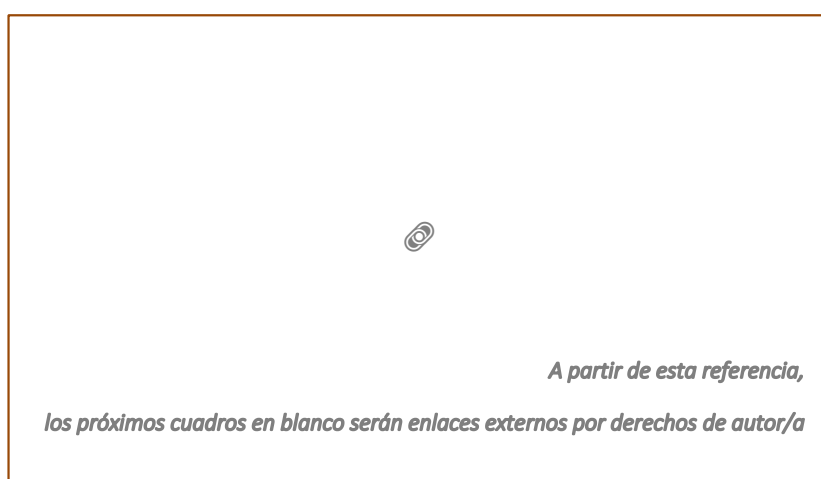 A partir de esta referencia,
los próximos cuadros en blanco serán enlaces externos por derechos de autor/a